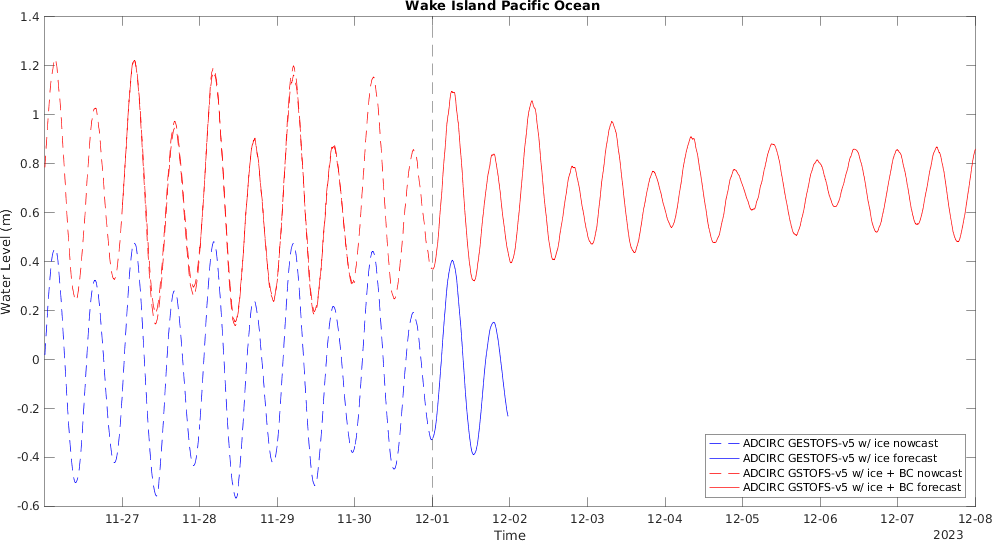 Wake Island Pacific Ocean
1.4
1.2
1
0.8
0.6
0.4
0.2
0
-0.2
-0.4
-0.6
Water Level (m)
ADCIRC GESTOFS-v5 w/ ice nowcast
ADCIRC GESTOFS-v5 w/ ice forecast
ADCIRC GSTOFS-v5 w/ ice + BC nowcast
ADCIRC GSTOFS-v5 w/ ice + BC forecast
11-27 11-28 11-29 11-30 12-01 12-02 12-03 12-04 12-05 12-06 12-07 12-08
Time
2023